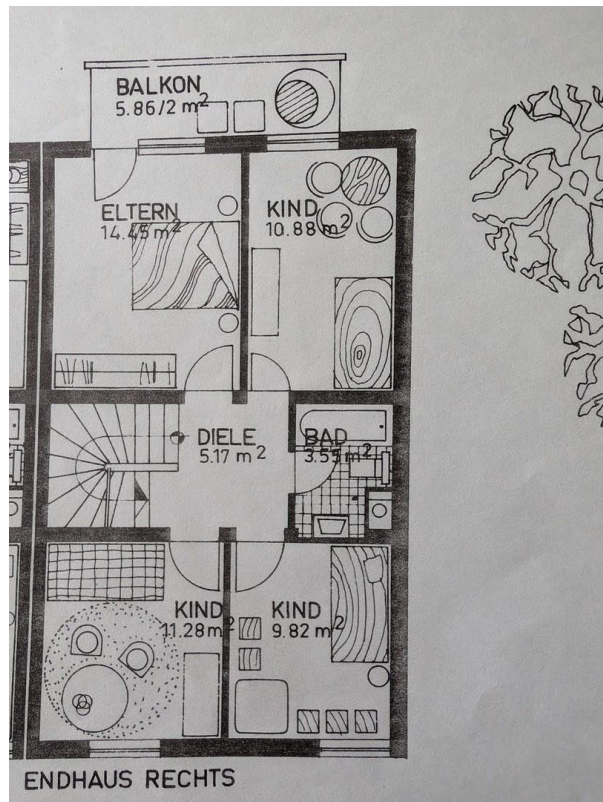 BALKON
5.86/2 m²
ELTERN
14.45 m²
KIND
10.88 m²
DIELE
5.17 m²
BAD
3.55 m²
KIND
11.28 m²
KIND
9.82 m²
ENDHAUS RECHTS